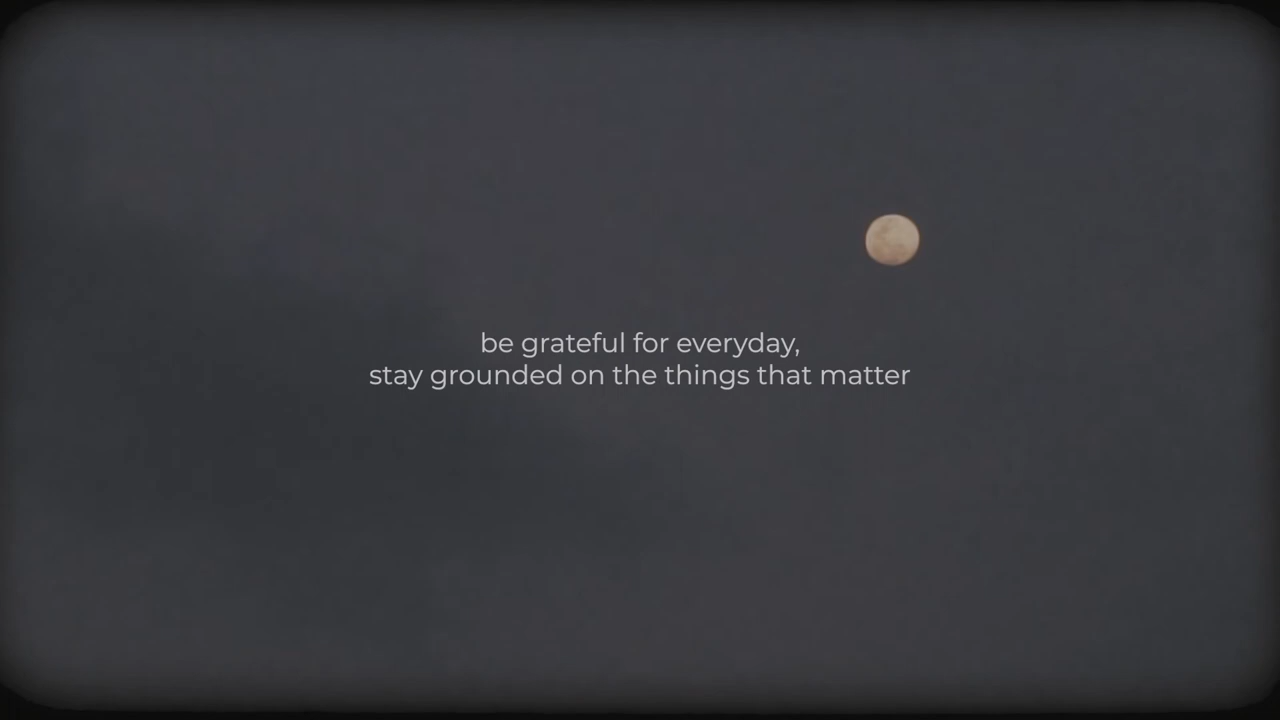 be grateful for everyday,
stay grounded on the things that matter